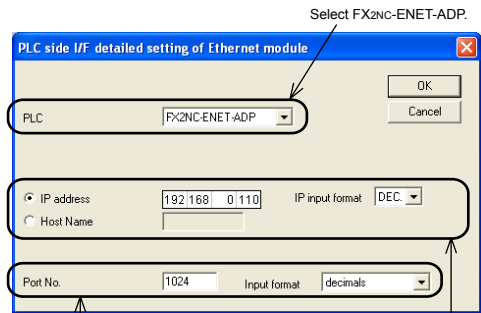 Select FX2NC-ENET-ADP.
PLC side I/F detailed setting of Ethernet module
OK
PLC FX2NC-ENET-ADP Cancel
IP address 192 168 0 110 IP input format DEC.
Host Name
Port No. 1024 Input format decimals